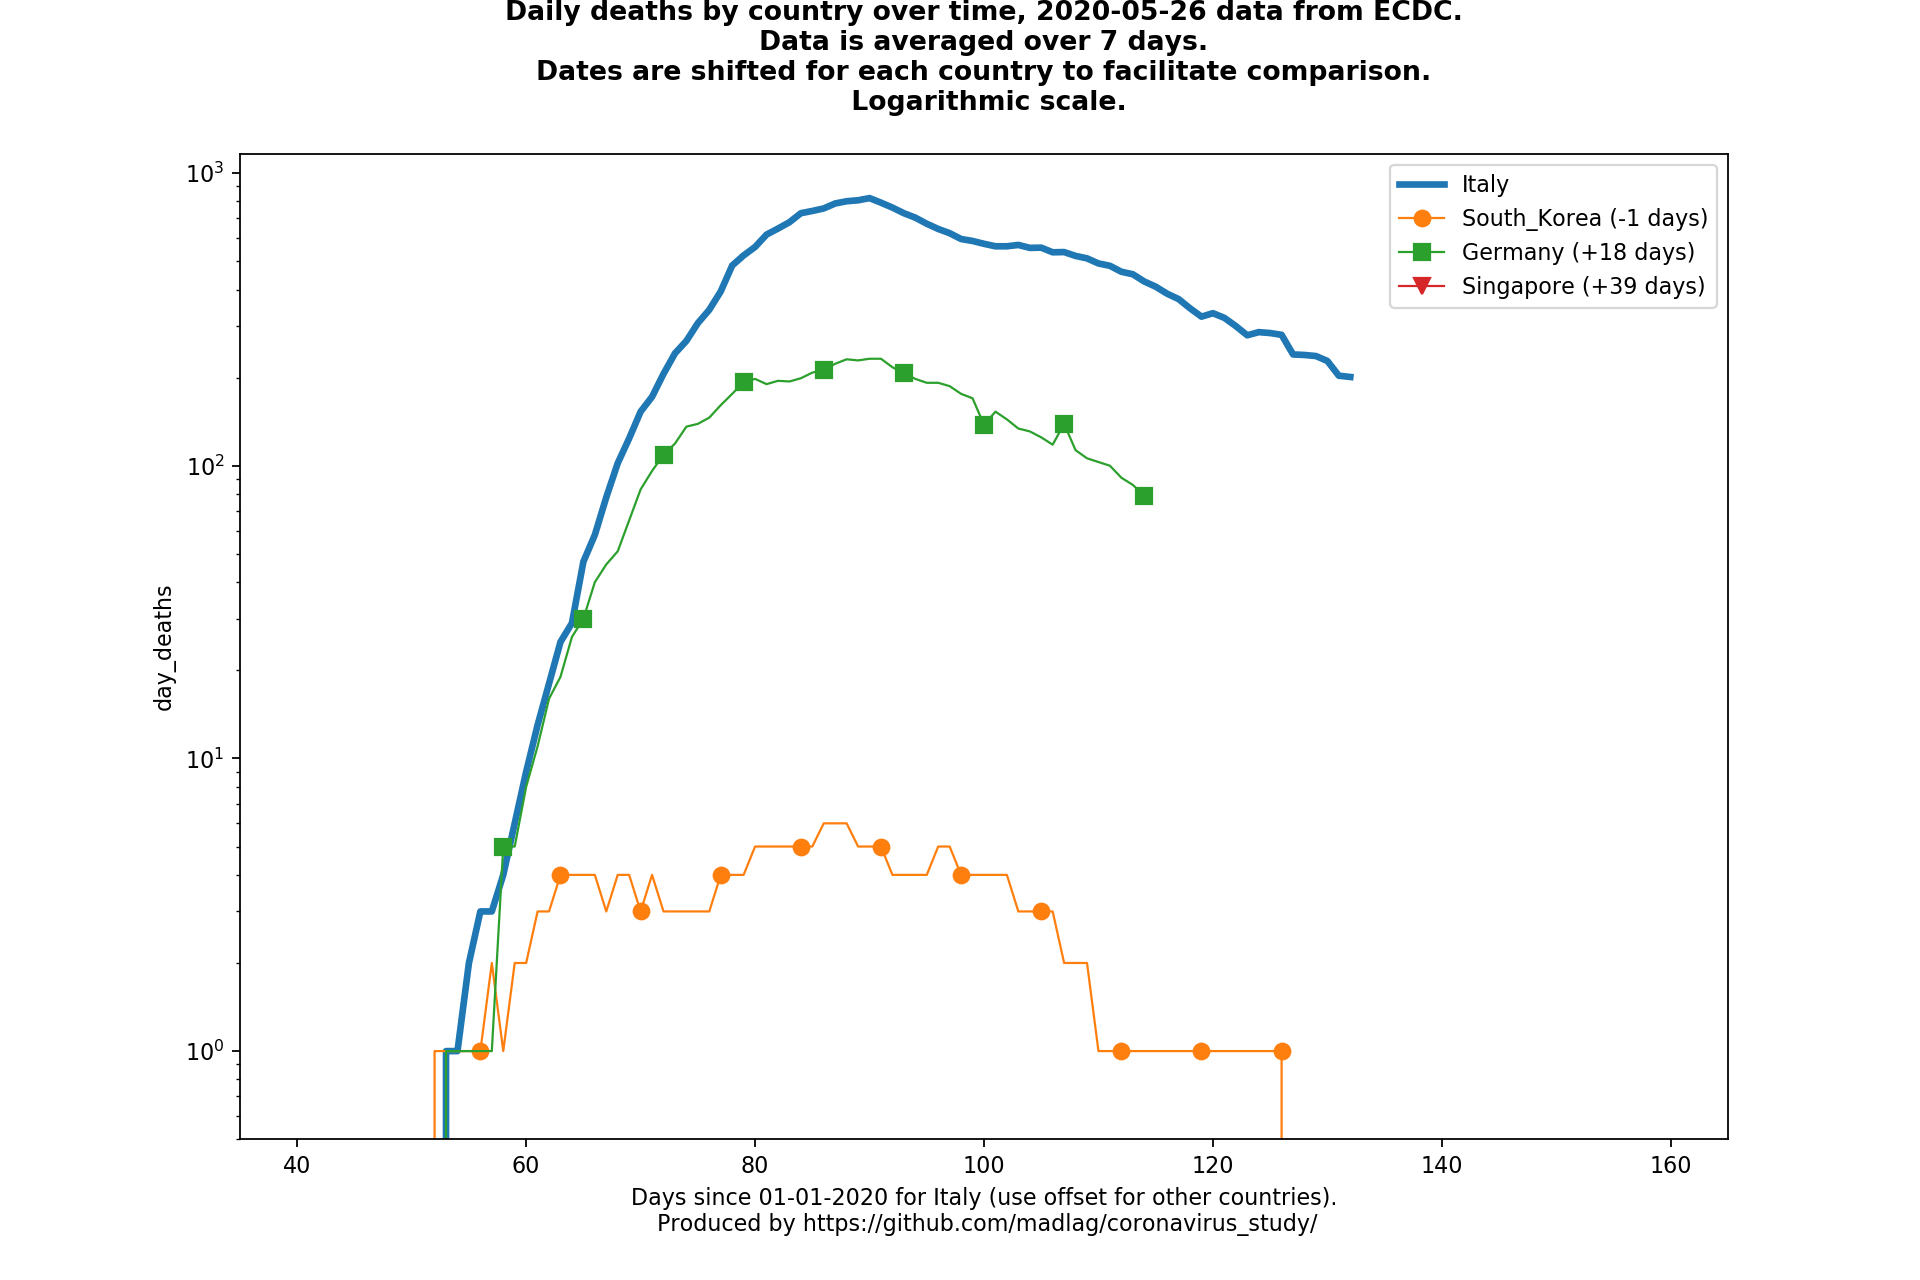 Daily deaths by country over time, 2020-05-26 data from ECDC.
Data is averaged over 7 days.
Dates are shifted for each country to facilitate comparison.
Logarithmic scale.
10³
10²
10¹
10⁰
day_deaths
Italy
South_Korea (-1 days)
Germany (+18 days)
Singapore (+39 days)
40 60 80 100 120 140 160
Days since 01-01-2020 for Italy (use offset for other countries).
Produced by https://github.com/madlag/coronavirus_study/